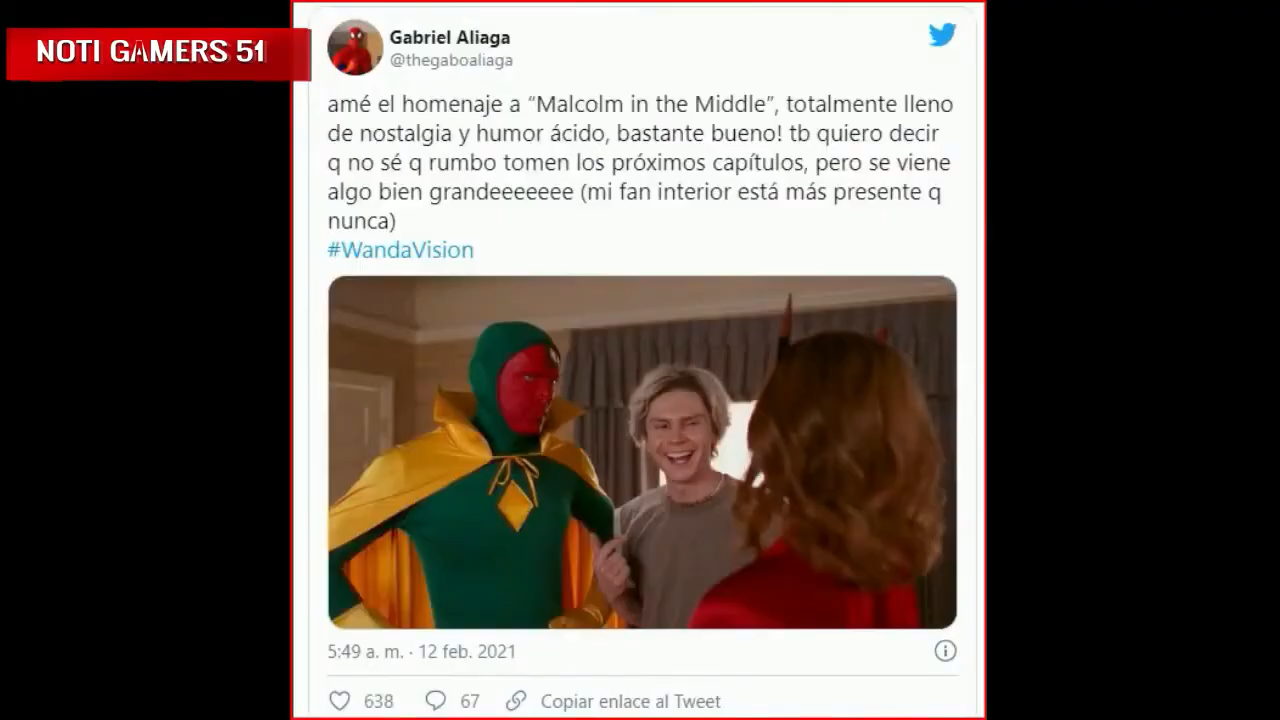 NOTI GAMERS 51
Gabriel Aliaga
@thegaboaliaga
amé el homenaje a “Malcolm in the Middle”, totalmente lleno
de nostalgia y humor ácido, bastante bueno! tb quiero decir
q no sé q rumbo tomen los próximos capítulos, pero se viene
algo bien grandeeeeeee (mi fan interior está más presente q
nunca)
#WandaVision
5:49 a. m. · 12 feb. 2021
638 67 Copiar enlace al Tweet